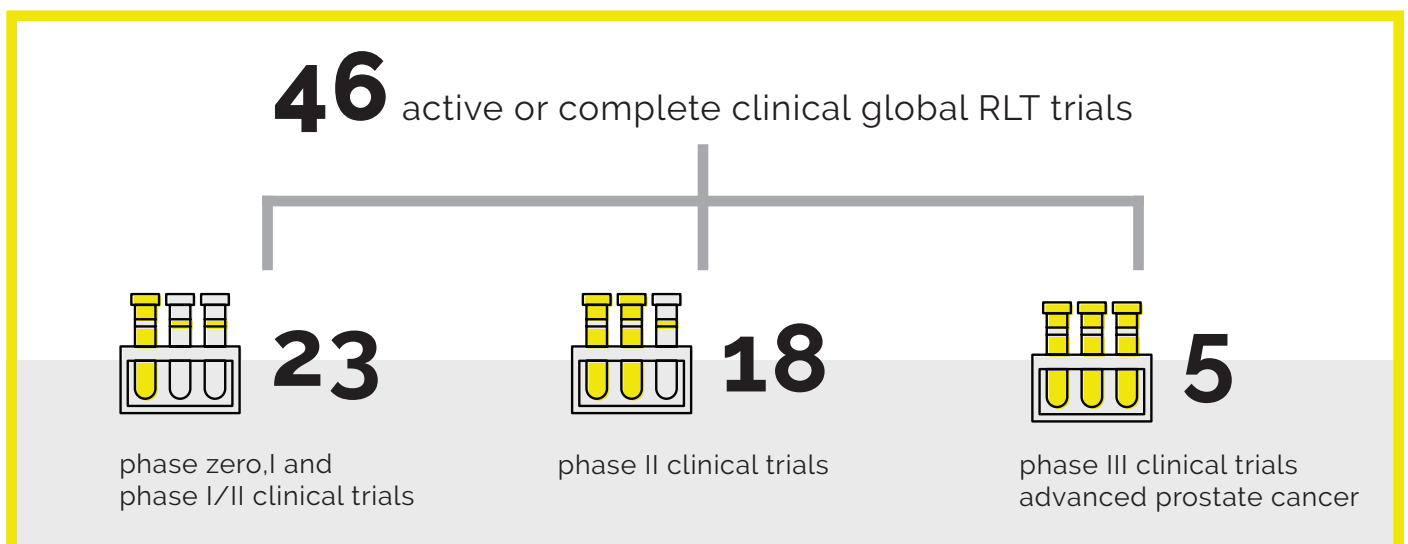 46 active or complete clinical global RLT trials
23
phase zero,I and
phase I/II clinical trials
18
phase II clinical trials
5
phase III clinical trials
advanced prostate cancer